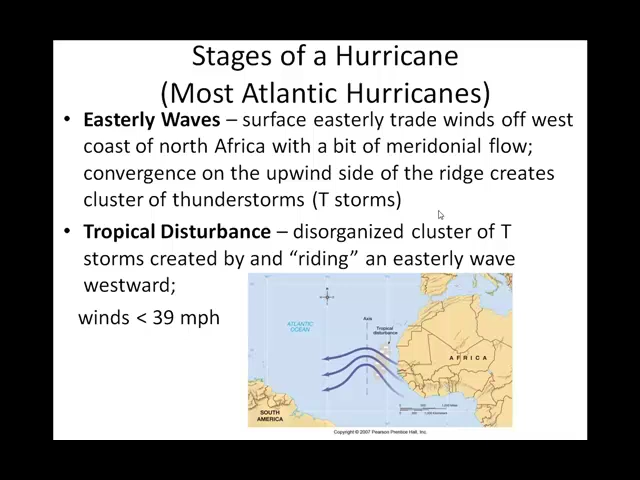 Stages of a Hurricane
(Most Atlantic Hurricanes)
• Easterly Waves – surface easterly trade winds off west
coast of north Africa with a bit of meridonial flow;
convergence on the upwind side of the ridge creates
cluster of thunderstorms (T storms)
• Tropical Disturbance – disorganized cluster of T
storms created by and “riding” an easterly wave
westward;
winds < 39 mph
Axis
ATLANTIC
OCEAN
Tropical
disturbance
AFRICA
SOUTH
AMERICA
Copyright © 2007 Pearson Prentice Hall, Inc.